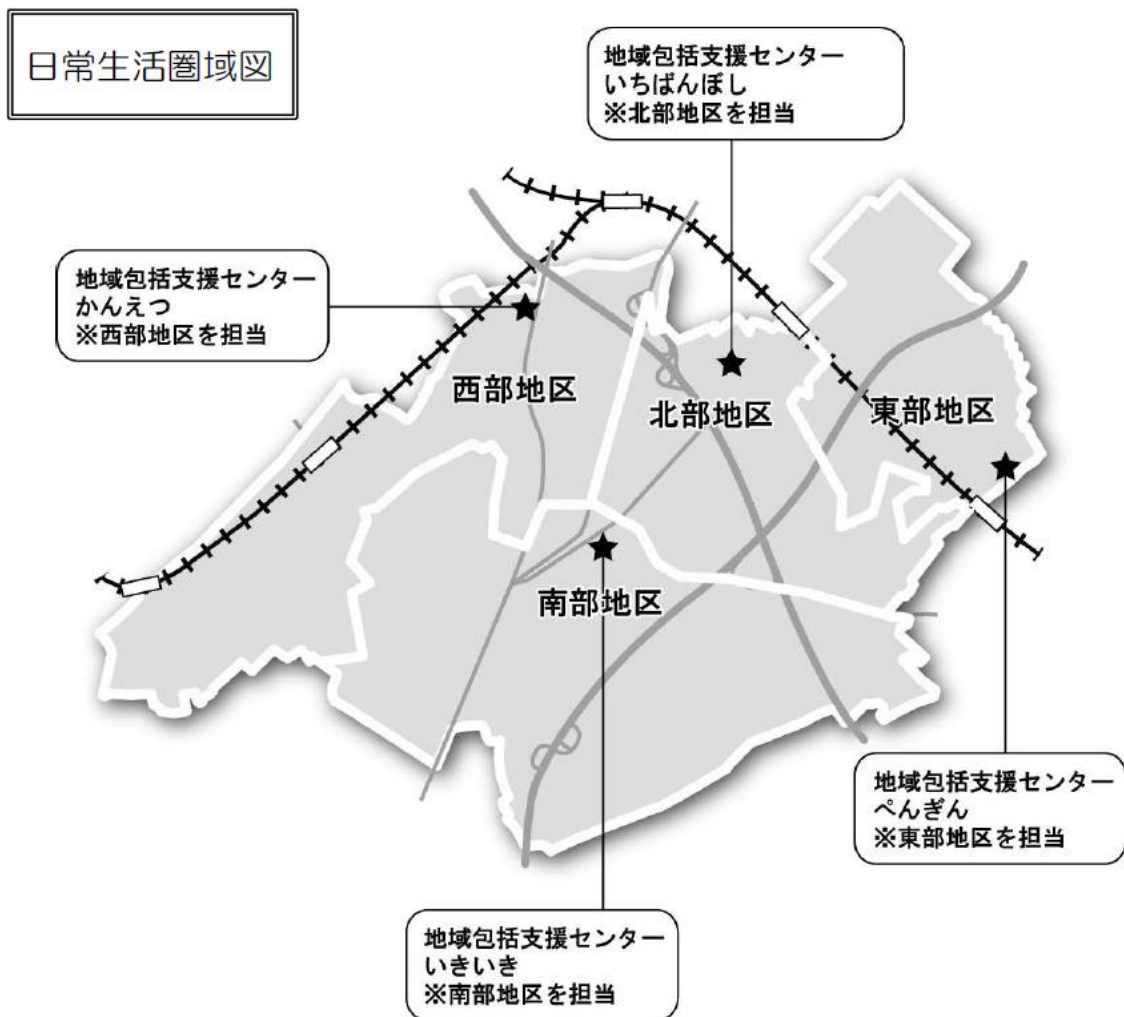 日常生活圏域図
地域包括支援センター
いちばんぼし
※北部地区を担当
地域包括支援センター
かんえつ
※西部地区を担当
西部地区
北部地区
東部地区
南部地区
地域包括支援センター
ぺんぎん
※東部地区を担当
地域包括支援センター
いきいき
※南部地区を担当